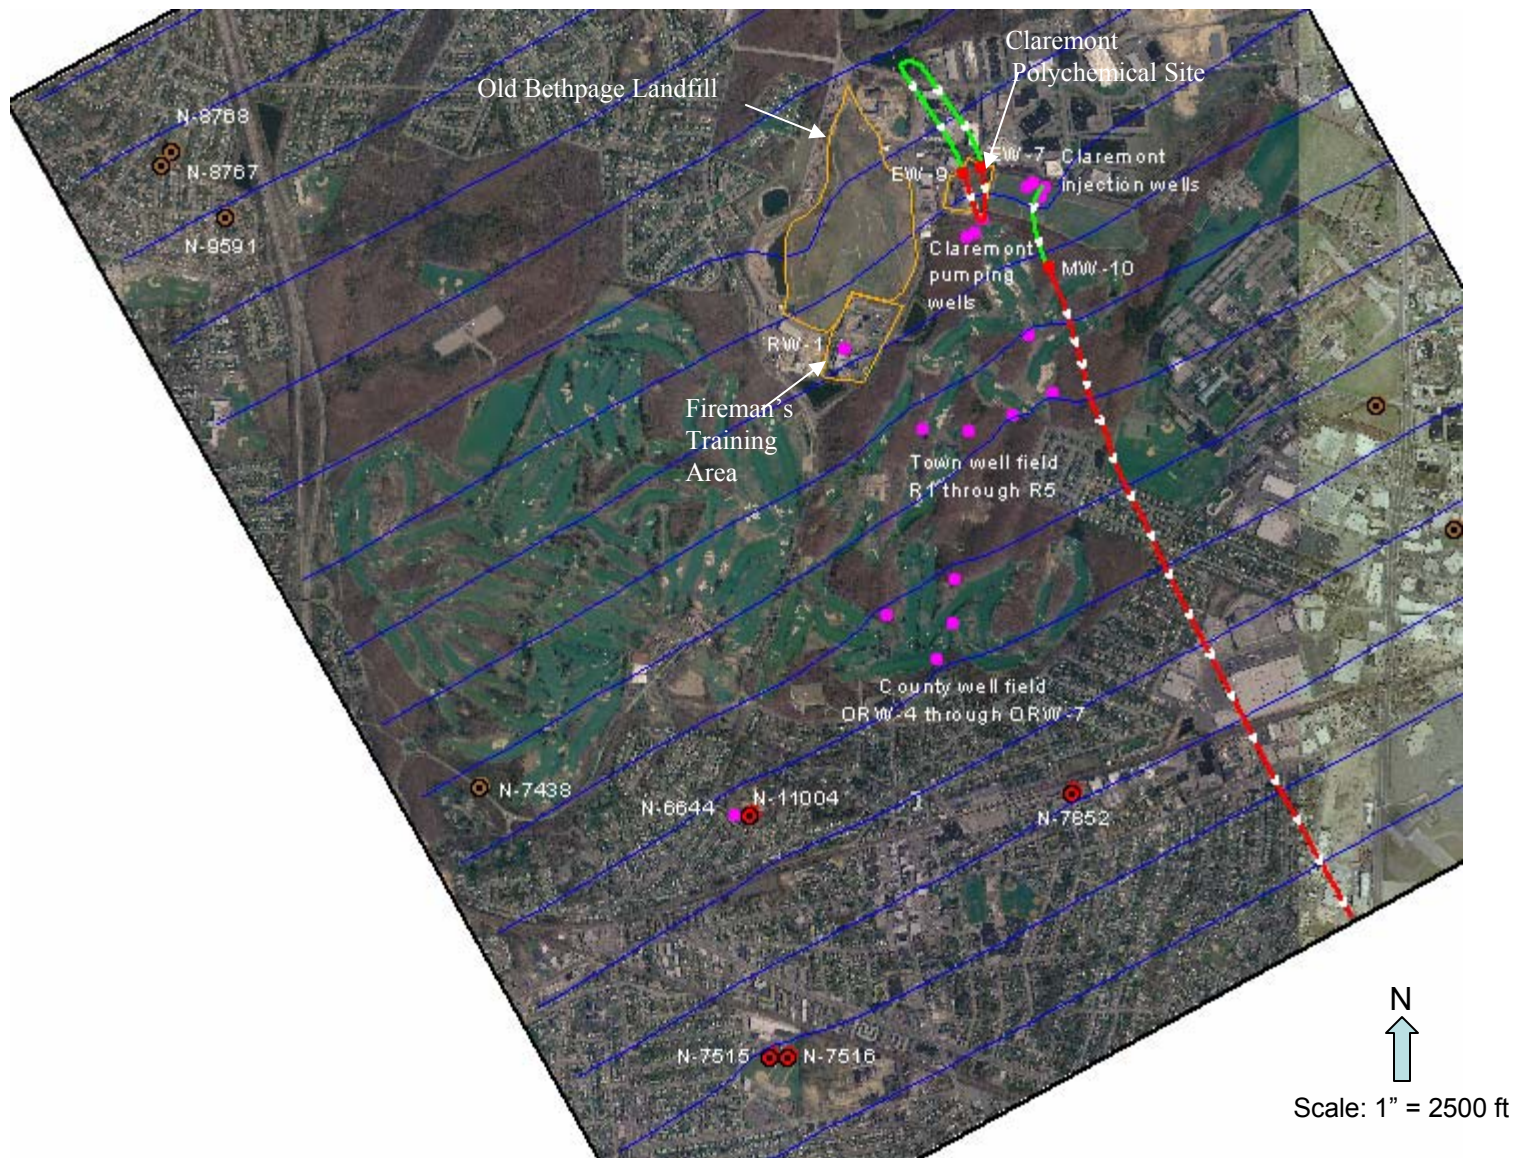 Claremont
Polychemical Site
Old Bethpage Landfill
N-8768
N-8767
N-9591
EW-7
EW-9
Claremont
injection wells
Claremont
pumping
wells
MW-10
RW-1
Fireman's
Training
Area
Town well field
R1 through R5
County well field
ORW-4 through ORW-7
N-7438
N-6644
N-11004
N-7852
N-7515
N-7516
N
Scale: 1” = 2500 ft